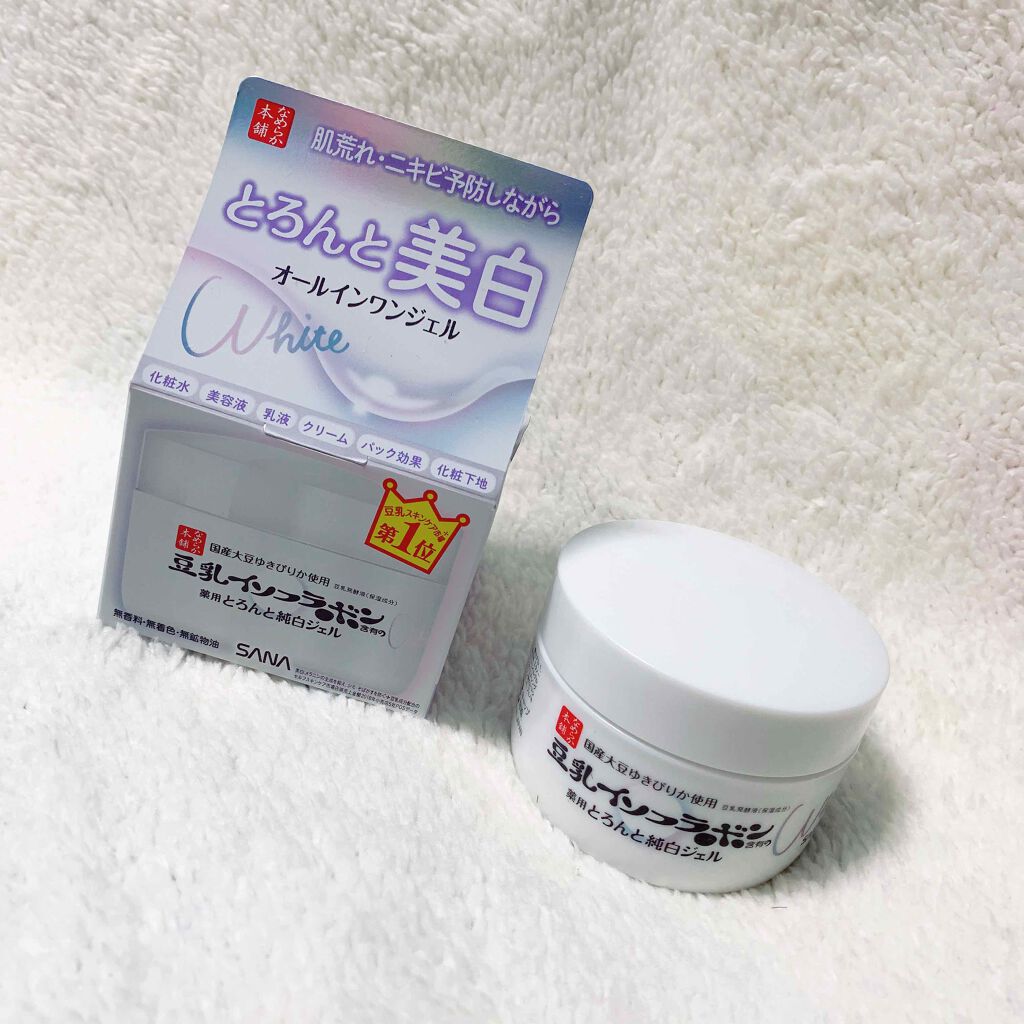 なめらか
本舗
肌荒れ・ニキビ予防しながら
とろんと美白
オールインワンジェル
White
化粧水 美容液 乳液 クリーム パック効果 化粧下地
豆乳スキンケア市場
第1位
なめらか
本舗
国産大豆ゆきぴりか使用 豆乳発酵液(保湿成分)
豆乳イソフラボン含有の
薬用とろんと純白ジェル
無香料・無着色・無鉱物油
SANA
なめらか
本舗
国産大豆ゆきぴりか使用 豆乳発酵液(保湿成分)
豆乳イソフラボン含有の
薬用とろんと純白ジェル